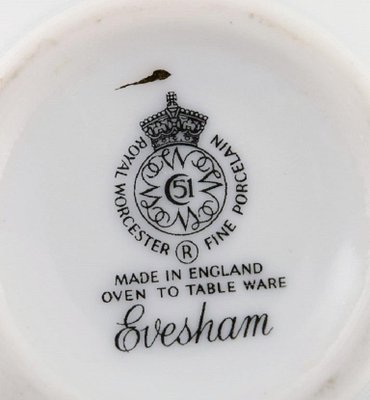 ROYAL WORCESTER ® FINE PORCELAIN
51
MADE IN ENGLAND
OVEN TO TABLE WARE
Evesham